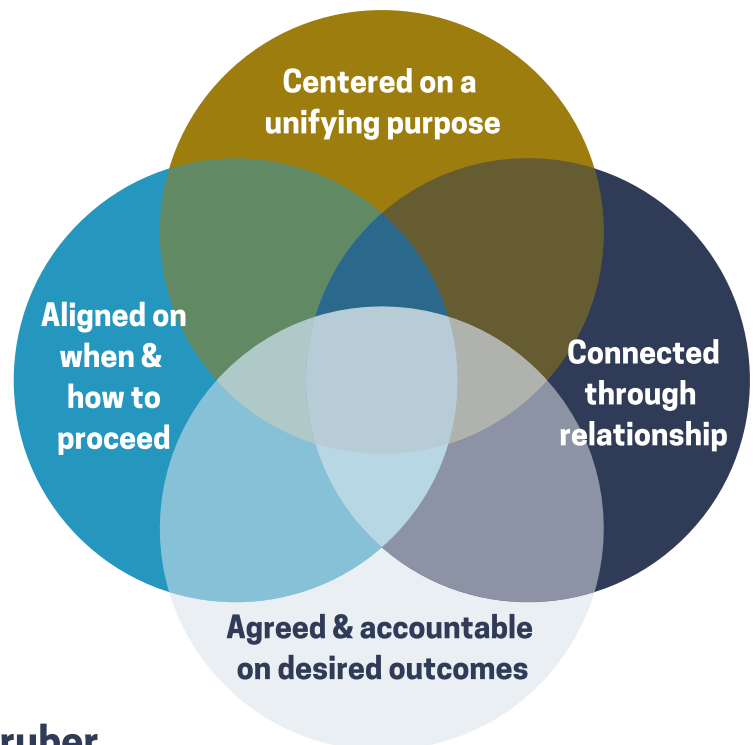 Centered on a
unifying purpose
Aligned on
when &
how to
proceed
Connected
through
relationship
Agreed & accountable
on desired outcomes
ruber